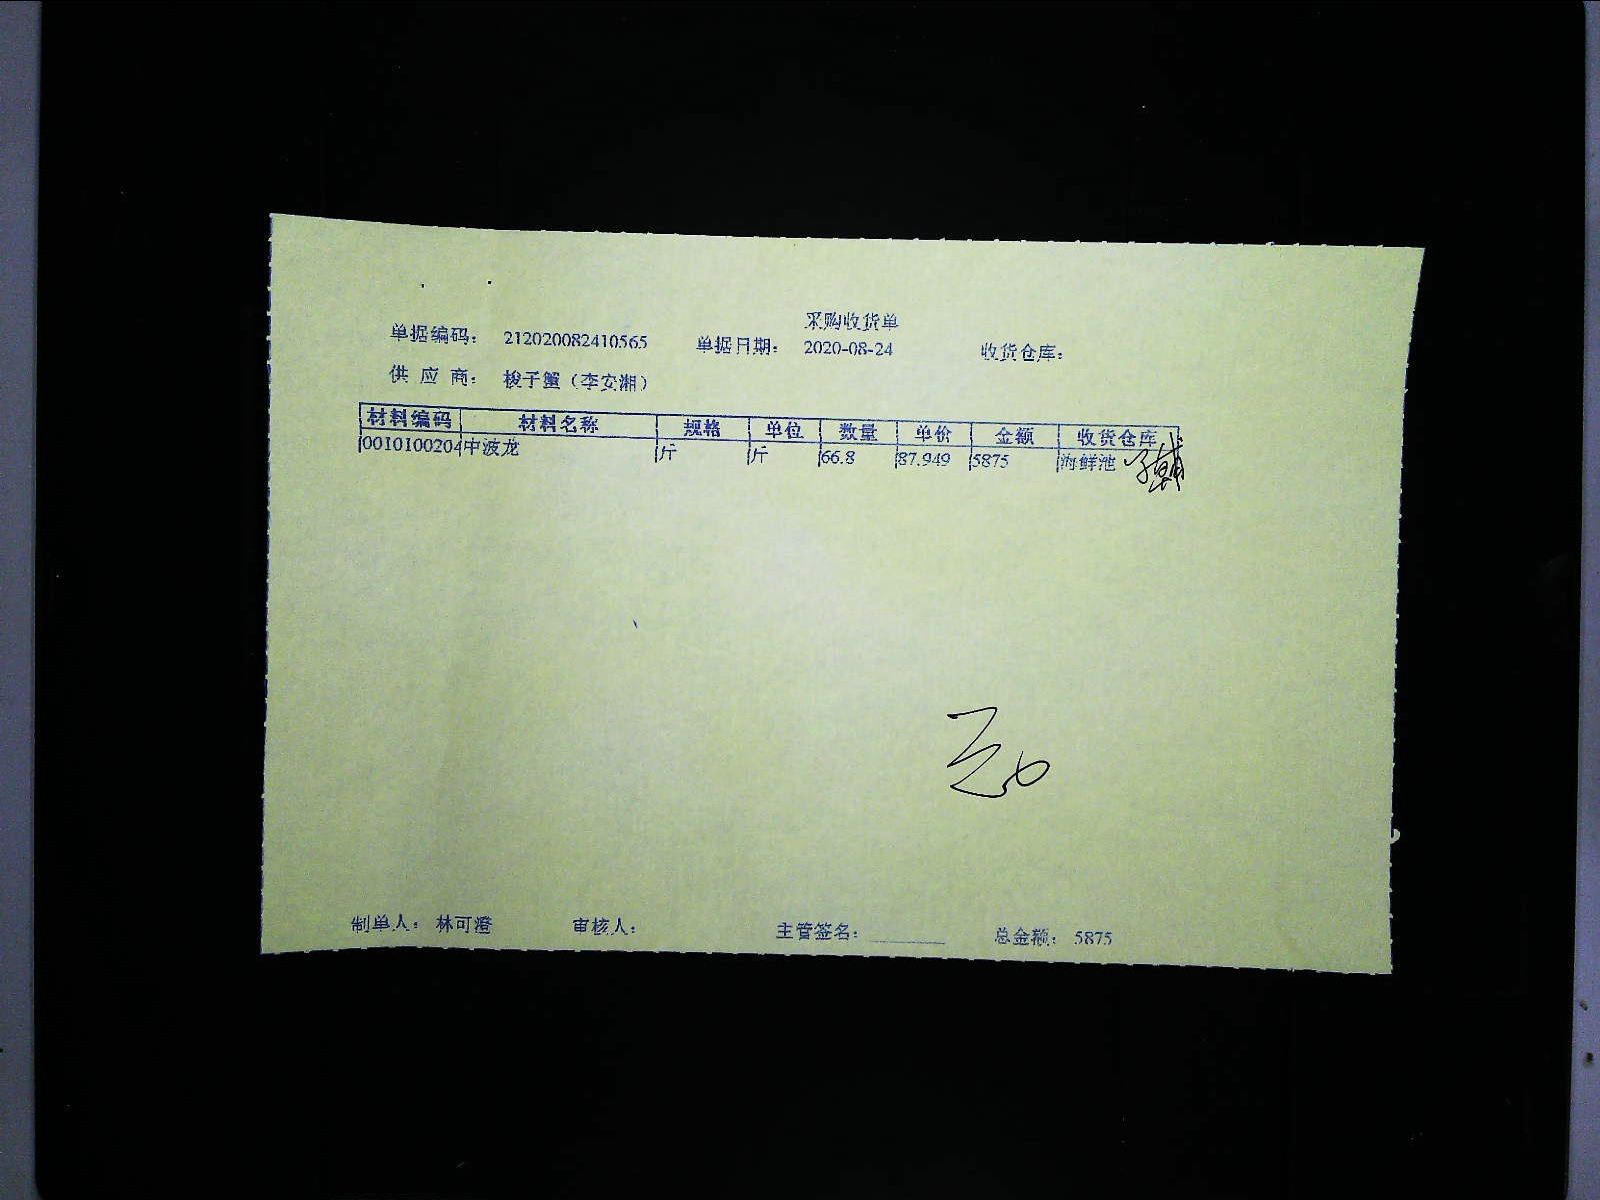 采购收货单
单据编码： 212020082410565 单据日期： 2020-08-24 收货仓库：
供应商： 梭子蟹（李安湘）
材料编码 材料名称 规格 单位 数量 单价 金额 收货仓库
0010100204 中波龙 斤 斤 66.8 87.949 5875 海鲜池
制单人： 林可澄 审核人： 主管签名： 总金额： 5875